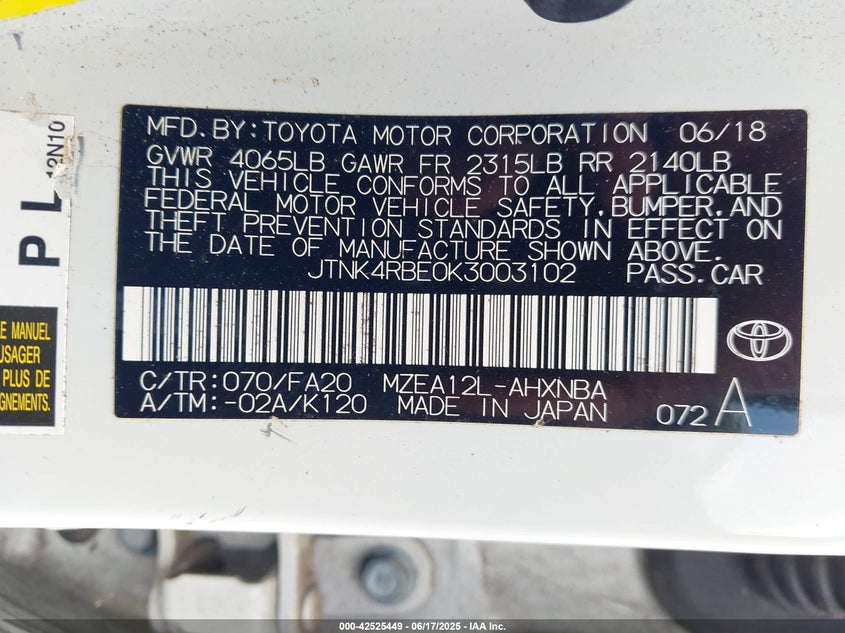 MFD. BY: TOYOTA MOTOR CORPORATION 06/18
GVWR 4065LB GAWR FR 2315LB RR 2140LB
THIS VEHICLE CONFORMS TO ALL APPLICABLE
FEDERAL MOTOR VEHICLE SAFETY, BUMPER, AND
THEFT PREVENTION STANDARDS IN EFFECT ON
THE DATE OF MANUFACTURE SHOWN ABOVE.
JTNK4RBE0K3003102 PASS. CAR
C/TR: 070/FA20 MZEA12L-AHXNBA
A/TM: -02A/K120 MADE IN JAPAN 072 A
P L
12N10
E MANUEL
USAGER
PLUS DE
GNEMENTS.
000-42525449 - 06/17/2025 - IAA Inc.